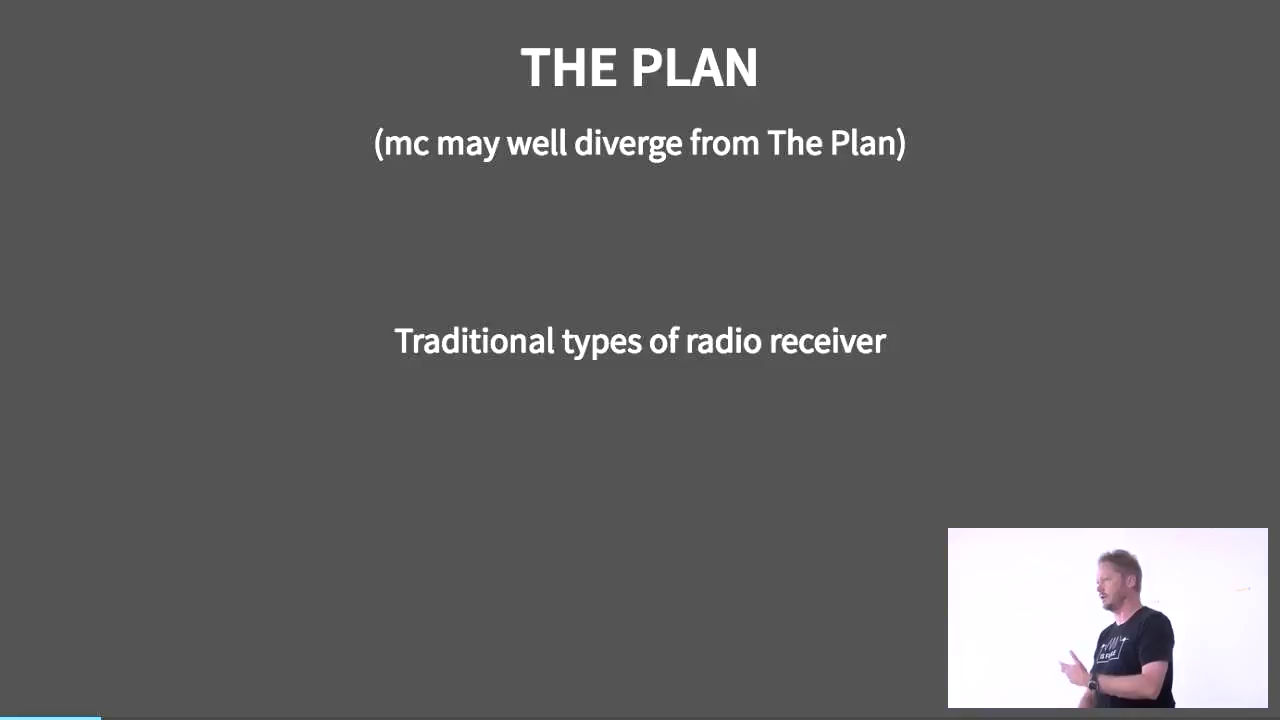 THE PLAN
(mc may well diverge from The Plan)
Traditional types of radio receiver